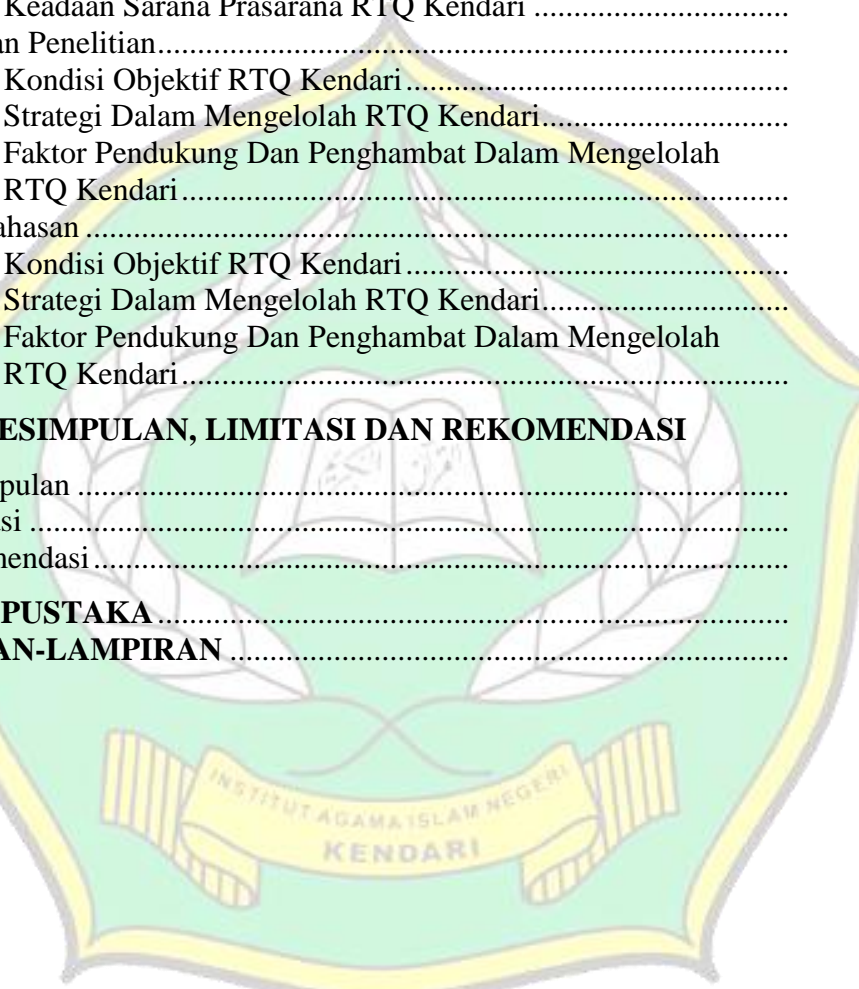 Keadaan Sarana Prasarana RTQ Kendari ................................
an Penelitian................................................................................
Kondisi Objektif RTQ Kendari................................................
Strategi Dalam Mengelolah RTQ Kendari...............................
Faktor Pendukung Dan Penghambat Dalam Mengelolah
RTQ Kendari.............................................................................
ahasan .........................................................................................
Kondisi Objektif RTQ Kendari................................................
Strategi Dalam Mengelolah RTQ Kendari...............................
Faktor Pendukung Dan Penghambat Dalam Mengelolah
RTQ Kendari.............................................................................
ESIMPULAN, LIMITASI DAN REKOMENDASI
pulan ..........................................................................................
si ................................................................................................
mendasi........................................................................................
PUSTAKA................................................................................
AN-LAMPIRAN .......................................................................
INSTITUT AGAMA ISLAM NEGERI
KENDARI